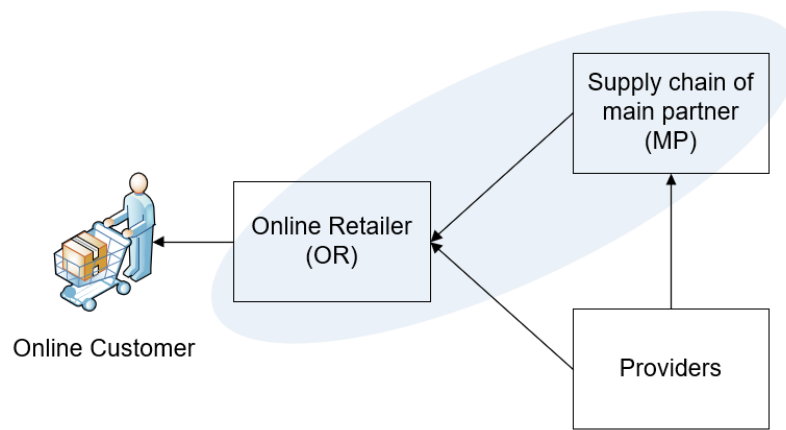 Supply chain of
main partner
(MP)
Online Retailer
(OR)
Online Customer
Providers